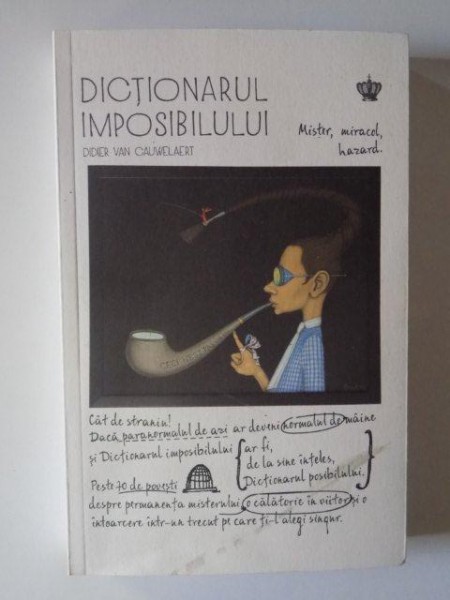 DICȚIONARUL
IMPOSIBILULUI
DIDIER VAN CAUWELAERT
Mister, miracol,
hazard.
Cât de straniu!
Dacă paranormalul de azi ar deveni normalul de mâine
și Dicționarul imposibilului ar fi,
de la sine înțeles,
Dicționarul posibilului.
Peste 70 de povești
despre permanența misterului, o călătorie în viitor și o
întoarcere într-un trecut pe care ți-l alegi singur.